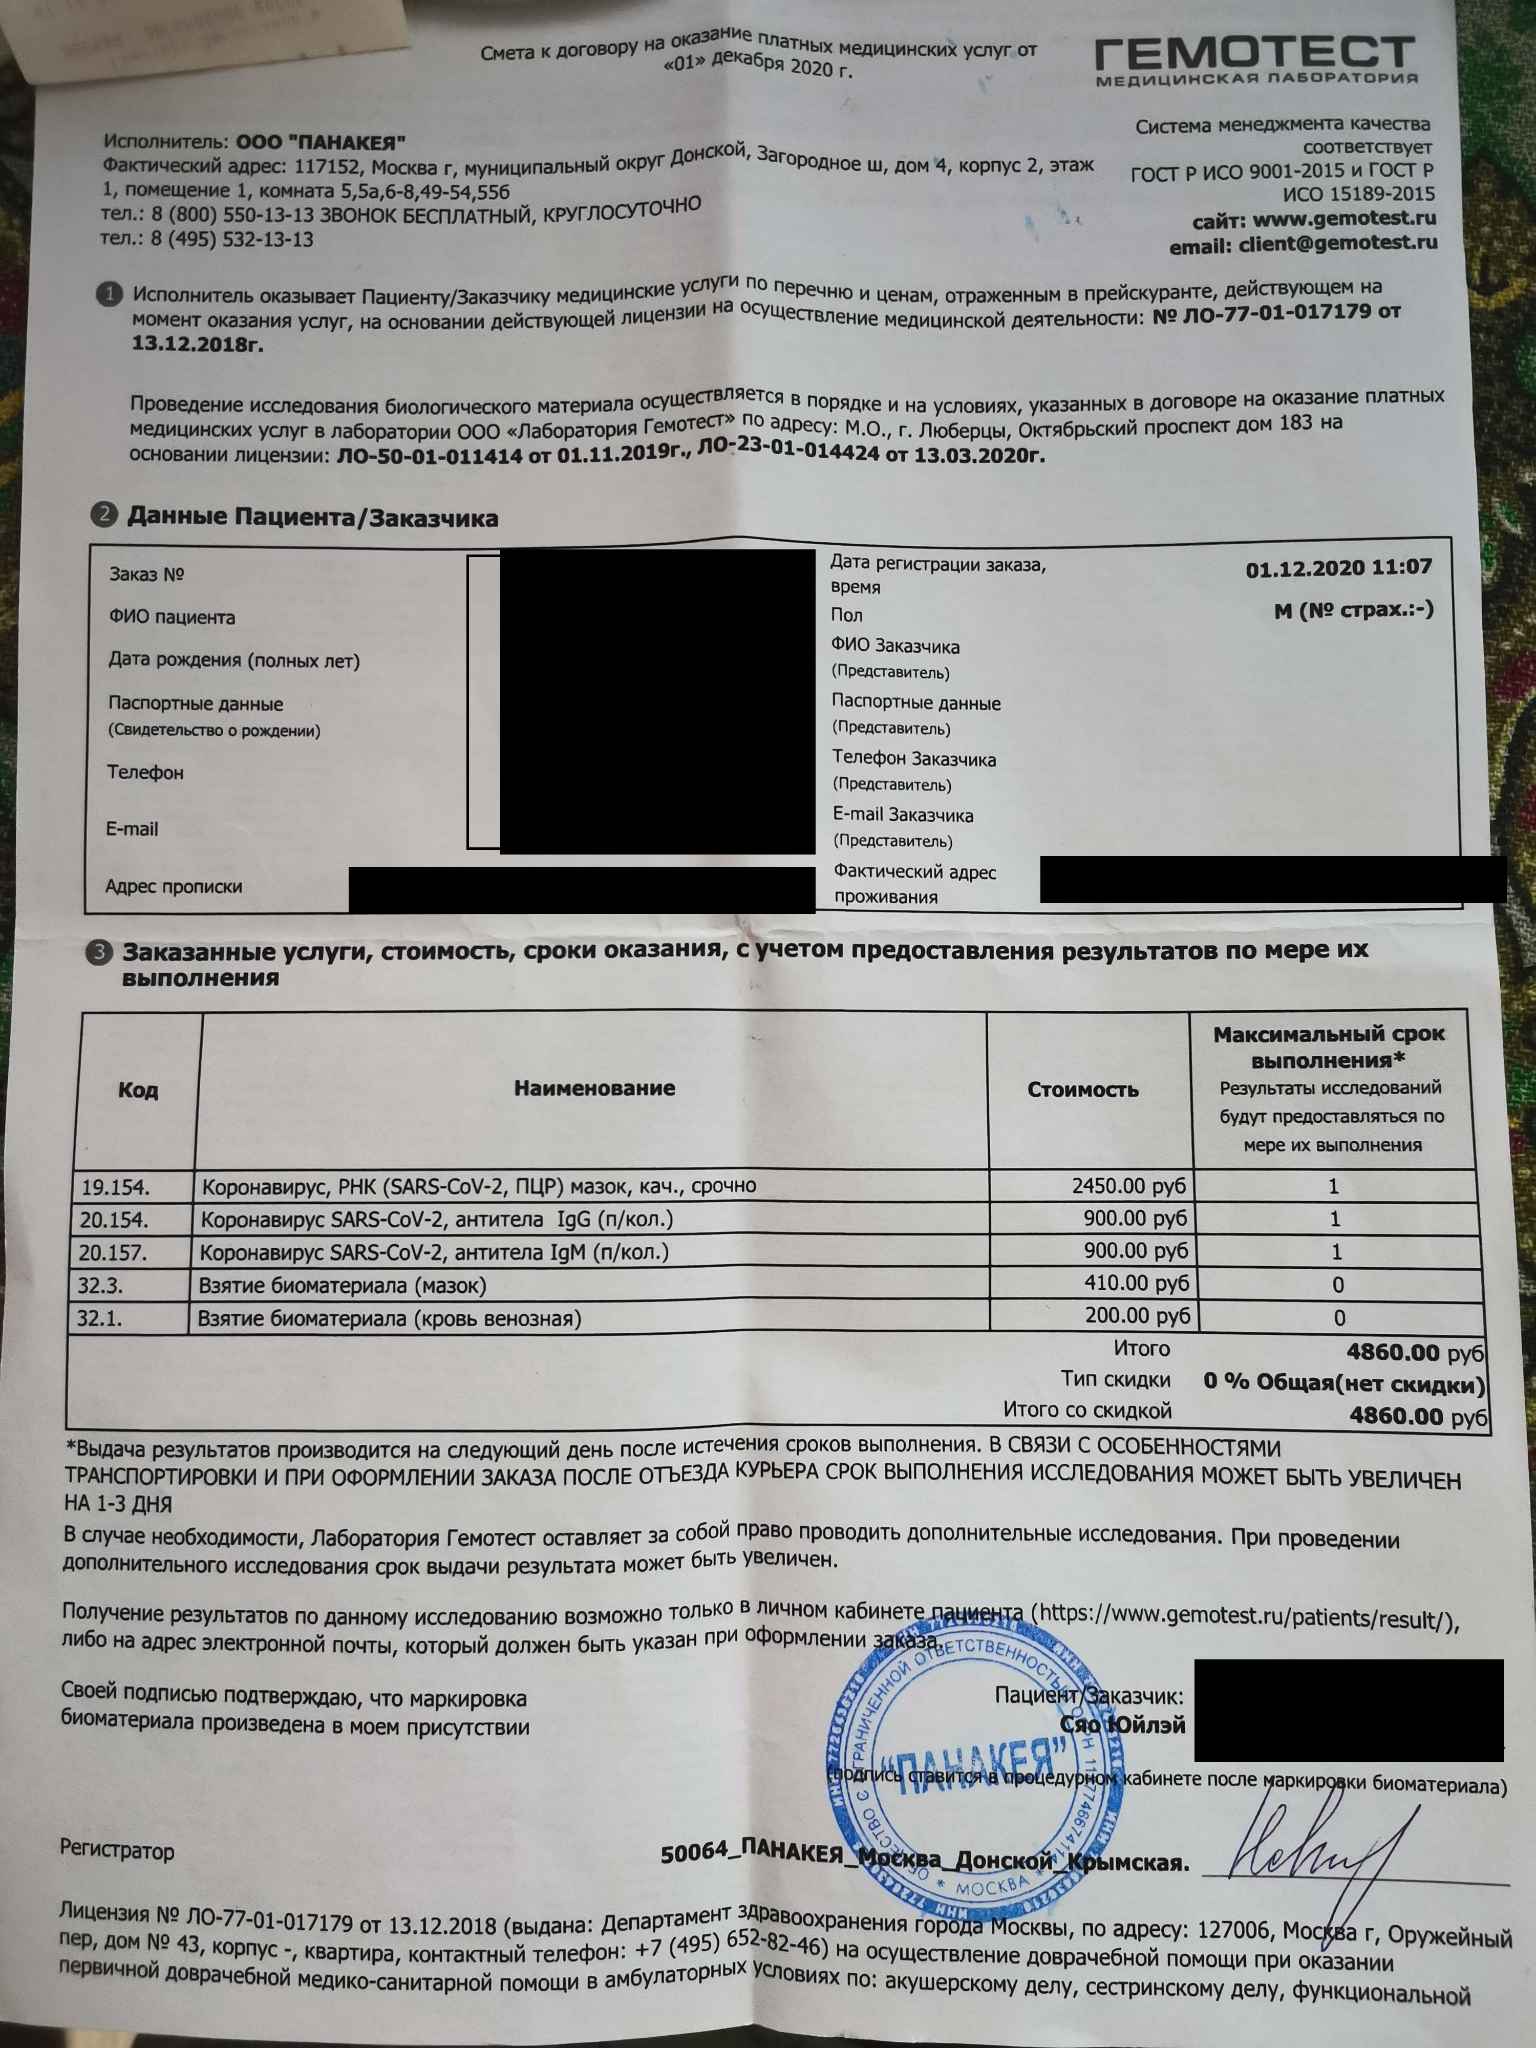 Смета к договору на оказание платных медицинских услуг от
«01» декабря 2020 г.
ГЕМОТЕСТ
МЕДИЦИНСКАЯ ЛАБОРАТОРИЯ
Исполнитель: ООО "ПАНАКЕЯ"
Фактический адрес: 117152, Москва г, муниципальный округ Донской, Загородное ш, дом 4, корпус 2, этаж
1, помещение 1, комната 5,5а,6-8,49-54,55б
тел.: 8 (800) 550-13-13 ЗВОНОК БЕСПЛАТНЫЙ, КРУГЛОСУТОЧНО
тел.: 8 (495) 532-13-13
Система менеджмента качества
соответствует
ГОСТ Р ИСО 9001-2015 и ГОСТ Р
ИСО 15189-2015
сайт: www.gemotest.ru
email: client@gemotest.ru
1 Исполнитель оказывает Пациенту/Заказчику медицинские услуги по перечню и ценам, отраженным в прейскуранте, действующем на
момент оказания услуг, на основании действующей лицензии на осуществление медицинской деятельности: № ЛО-77-01-017179 от
13.12.2018г.
Проведение исследования биологического материала осуществляется в порядке и на условиях, указанных в договоре на оказание платных
медицинских услуг в лаборатории ООО «Лаборатория Гемотест» по адресу: М.О., г. Люберцы, Октябрьский проспект дом 183 на
основании лицензии: ЛО-50-01-011414 от 01.11.2019г., ЛО-23-01-014424 от 13.03.2020г.
2 Данные Пациента/Заказчика
Заказ №
ФИО пациента
Дата рождения (полных лет)
Паспортные данные
(Свидетельство о рождении)
Телефон
E-mail
Адрес прописки
Дата регистрации заказа, 01.12.2020 11:07
время
Пол М (№ страх.:-)
ФИО Заказчика
(Представитель)
Паспортные данные
(Представитель)
Телефон Заказчика
(Представитель)
E-mail Заказчика
(Представитель)
Фактический адрес
проживания
3 Заказанные услуги, стоимость, сроки оказания, с учетом предоставления результатов по мере их
выполнения
Код Наименование Стоимость Максимальный срок
выполнения*
Результаты исследований
будут предоставляться по
мере их выполнения
19.154. Коронавирус, РНК (SARS-CoV-2, ПЦР) мазок, кач., срочно 2450.00 руб 1
20.154. Коронавирус SARS-CoV-2, антитела IgG (п/кол.) 900.00 руб 1
20.157. Коронавирус SARS-CoV-2, антитела IgM (п/кол.) 900.00 руб 1
32.3. Взятие биоматериала (мазок) 410.00 руб 0
32.1. Взятие биоматериала (кровь венозная) 200.00 руб 0
Итого 4860.00 руб
Тип скидки 0 % Общая(нет скидки)
Итого со скидкой 4860.00 руб
*Выдача результатов производится на следующий день после истечения сроков выполнения. В СВЯЗИ С ОСОБЕННОСТЯМИ
ТРАНСПОРТИРОВКИ И ПРИ ОФОРМЛЕНИИ ЗАКАЗА ПОСЛЕ ОТЪЕЗДА КУРЬЕРА СРОК ВЫПОЛНЕНИЯ ИССЛЕДОВАНИЯ МОЖЕТ БЫТЬ УВЕЛИЧЕН
НА 1-3 ДНЯ
В случае необходимости, Лаборатория Гемотест оставляет за собой право проводить дополнительные исследования. При проведении
дополнительного исследования срок выдачи результата может быть увеличен.
Получение результатов по данному исследованию возможно только в личном кабинете пациента (https://www.gemotest.ru/patients/result/),
либо на адрес электронной почты, который должен быть указан при оформлении заказа.
Своей подписью подтверждаю, что маркировка
биоматериала произведена в моем присутствии
Пациент/Заказчик:
Сяо Юйлэй
(подпись ставится в процедурном кабинете после маркировки биоматериала)
ОБЩЕСТВО С ОГРАНИЧЕННОЙ ОТВЕТСТВЕННОСТЬЮ
"ПАНАКЕЯ"
* МОСКВА *
Регистратор 50064_ПАНАКЕЯ_Москва_Донской_Крымская.
Лицензия № ЛО-77-01-017179 от 13.12.2018 (выдана: Департамент здравоохранения города Москвы, по адресу: 127006, Москва г, Оружейный
пер, дом № 43, корпус -, квартира, контактный телефон: +7 (495) 652-82-46) на осуществление доврачебной помощи при оказании
первичной доврачебной медико-санитарной помощи в амбулаторных условиях по: акушерскому делу, сестринскому делу, функциональной